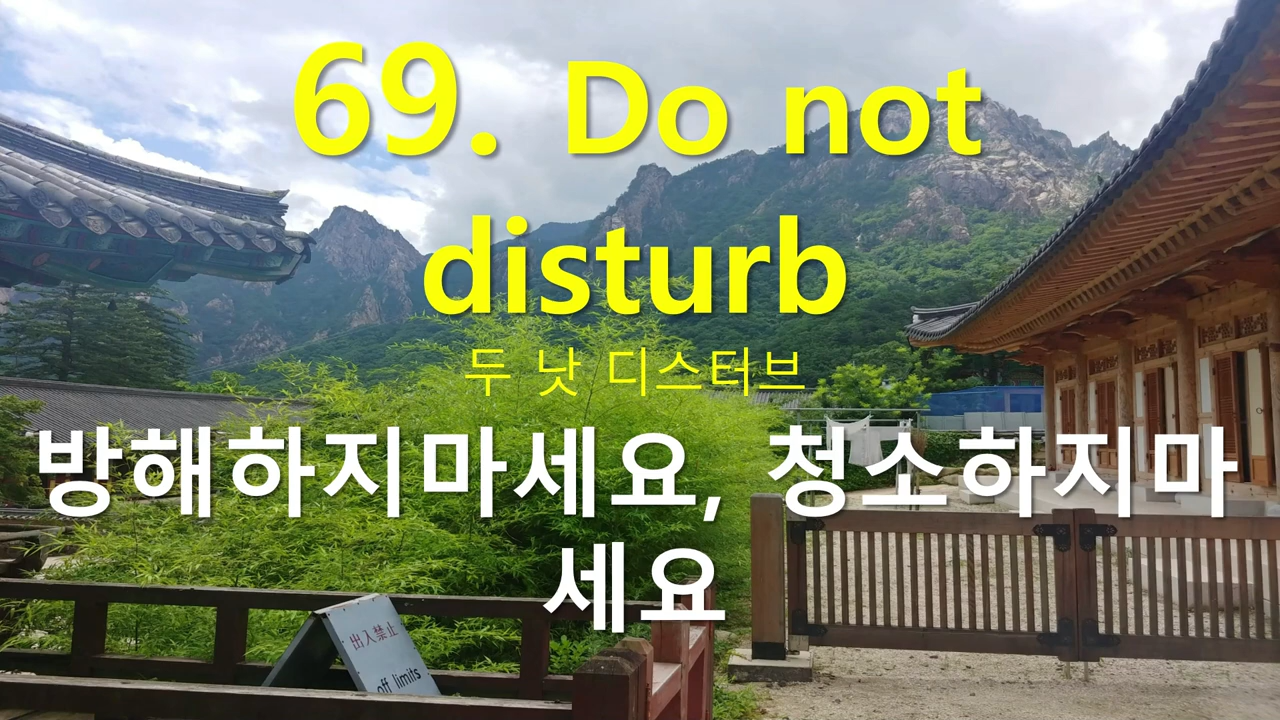 69. Do not
disturb
두 낫 디스터브
방해하지마세요, 청소하지마
세요
出入禁止
off limits